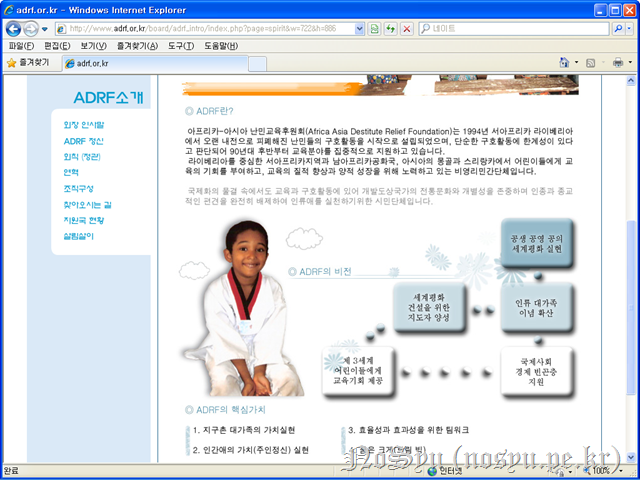 adrf.or.kr - Windows Internet Explorer
http://www.adrf.or.kr/board/adrf_intro/index.php?page=spirit&w=722&h=886
네이트
파일(F) 편집(E) 보기(V) 즐겨찾기(A) 도구(T) 도움말(H)
즐겨찾기 adrf.or.kr
ADRF소개
회장 인사말
ADRF 정신
회칙 (정관)
연혁
조직구성
찾아오시는 길
지원국 현황
살림살이
◎ ADRF란?
아프리카-아시아 난민교육후원회(Africa Asia Destitute Relief Foundation)는 1994년 서아프리카 라이베리아
에서 오랜 내전으로 피폐해진 난민들의 구호활동을 시작으로 설립되었으며, 단순한 구호활동에 한계성이 있다
고 판단되어 90년대 후반부터 교육분야를 집중적으로 지원하고 있습니다.
라이베리아를 중심한 서아프리카지역과 남아프리카공화국, 아시아의 몽골과 스리랑카에서 어린이들에게 교
육의 기회를 부여하고, 교육의 질적 향상과 양적 성장을 위해 노력하고 있는 비영리민간단체입니다.
국제화의 물결 속에서도 교육과 구호활동에 있어 개발도상국가의 전통문화와 개별성을 존중하며 인종과 종교
적인 편견을 완전히 배제하여 인류애를 실천하기위한 시민단체입니다.
◎ ADRF의 비전
공생 공영 공의
세계평화 실현
세계평화
건설을 위한
지도자 양성
인류 대가족
이념 확산
제 3세계
어린이들에게
교육기회 제공
국제사회
경제 빈곤층
지원
◎ ADRF의 핵심가치
1. 지구촌 대가족의 가치실현
3. 효율성과 효과성을 위한 팀워크
2. 인간애의 가치(주인정신) 실현
NoSyu (nosyu.pe.kr)
완료 인터넷 100%